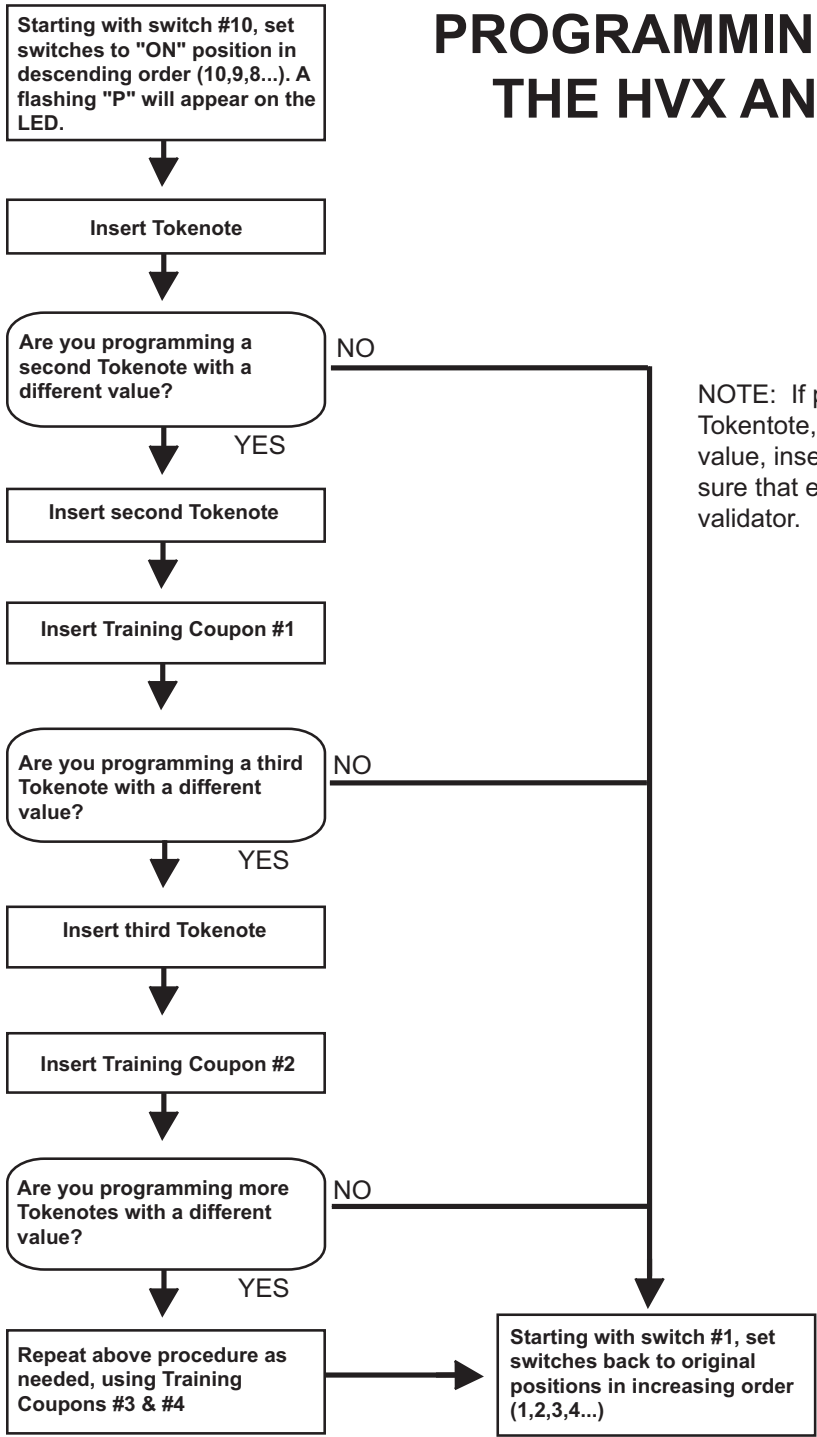 PROGRAMMIN
THE HVX AN
Starting with switch #10, set
switches to "ON" position in
descending order (10,9,8...). A
flashing "P" will appear on the
LED.
Insert Tokenote
Are you programming a
second Tokenote with a
different value?
NO
YES
NOTE: If p
Tokentote,
value, inse
sure that e
validator.
Insert second Tokenote
Insert Training Coupon #1
Are you programming a third
Tokenote with a different
value?
NO
YES
Insert third Tokenote
Insert Training Coupon #2
Are you programming more
Tokenotes with a different
value?
NO
YES
Repeat above procedure as
needed, using Training
Coupons #3 & #4
Starting with switch #1, set
switches back to original
positions in increasing order
(1,2,3,4...)